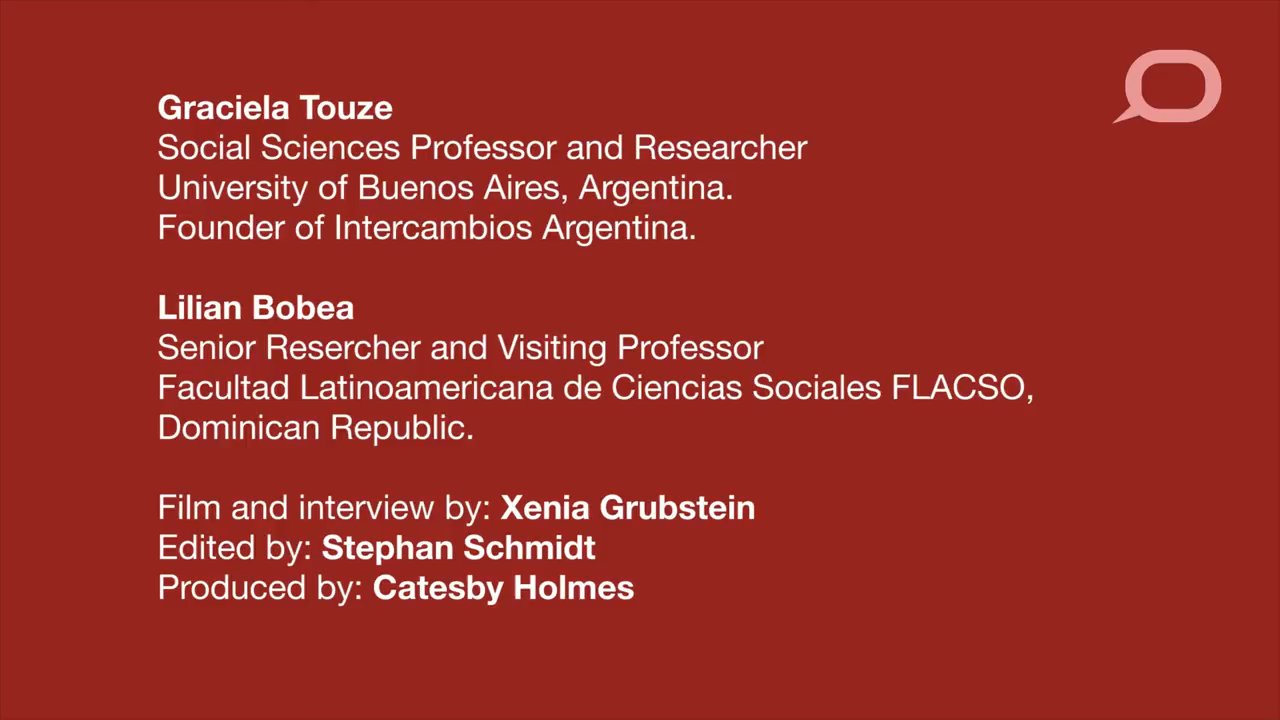 Graciela Touze
Social Sciences Professor and Researcher
University of Buenos Aires, Argentina.
Founder of Intercambios Argentina.
Lilian Bobea
Senior Resercher and Visiting Professor
Facultad Latinoamericana de Ciencias Sociales FLACSO,
Dominican Republic.
Film and interview by: Xenia Grubstein
Edited by: Stephan Schmidt
Produced by: Catesby Holmes